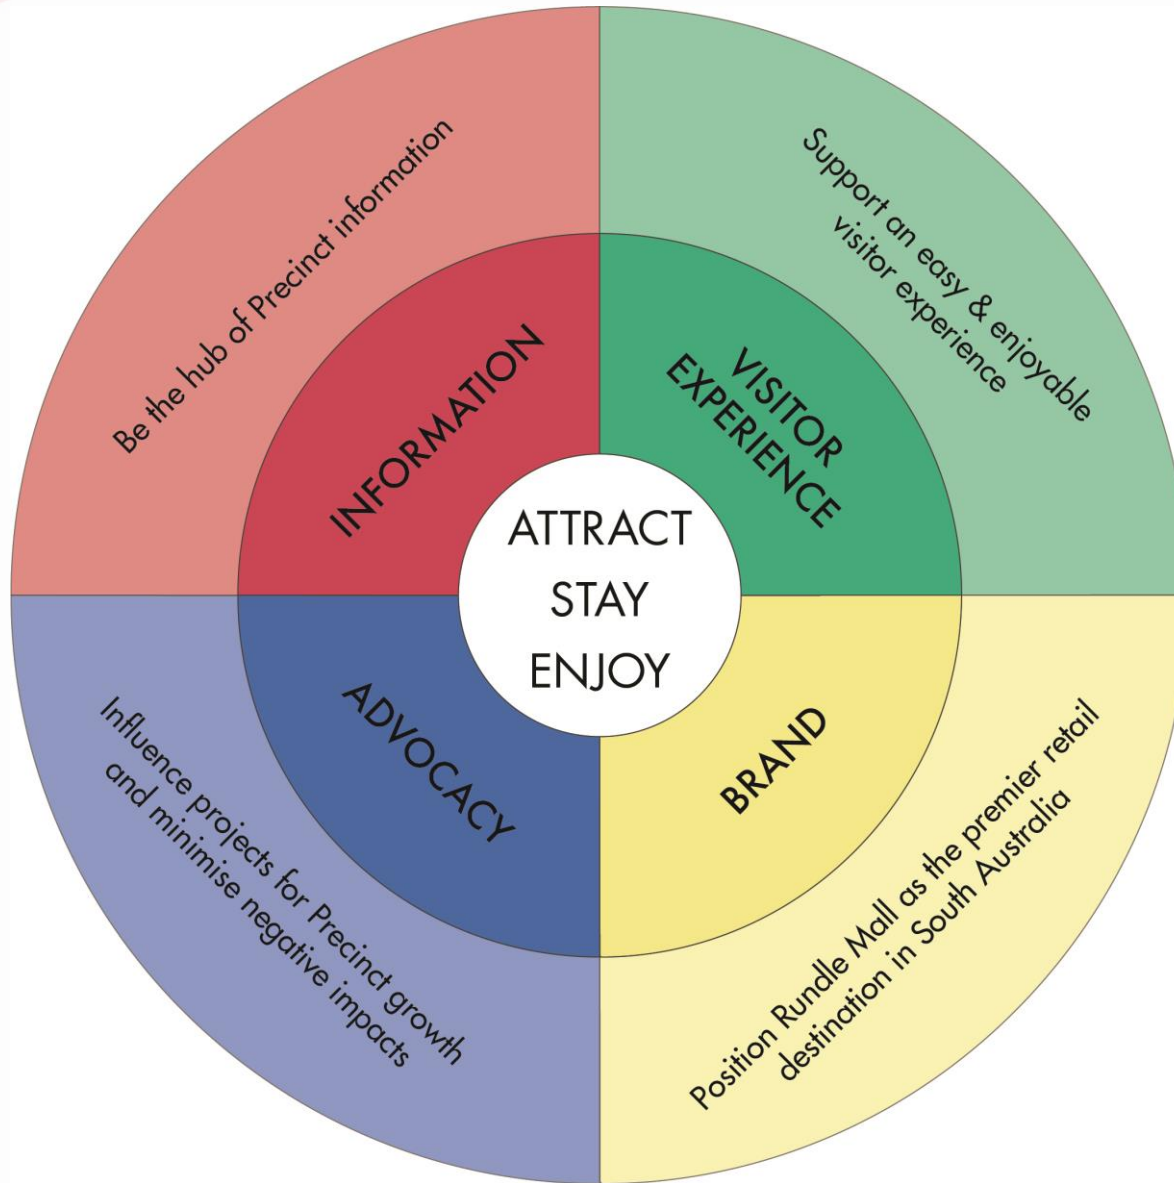 Be the hub of Precinct information
INFORMATION
Support an easy & enjoyable
visitor experience
VISITOR
EXPERIENCE
ATTRACT
STAY
ENJOY
ADVOCACY
Influence projects for Precinct growth
and minimise negative impacts
BRAND
Position Rundle Mall as the premier retail
destination in South Australia